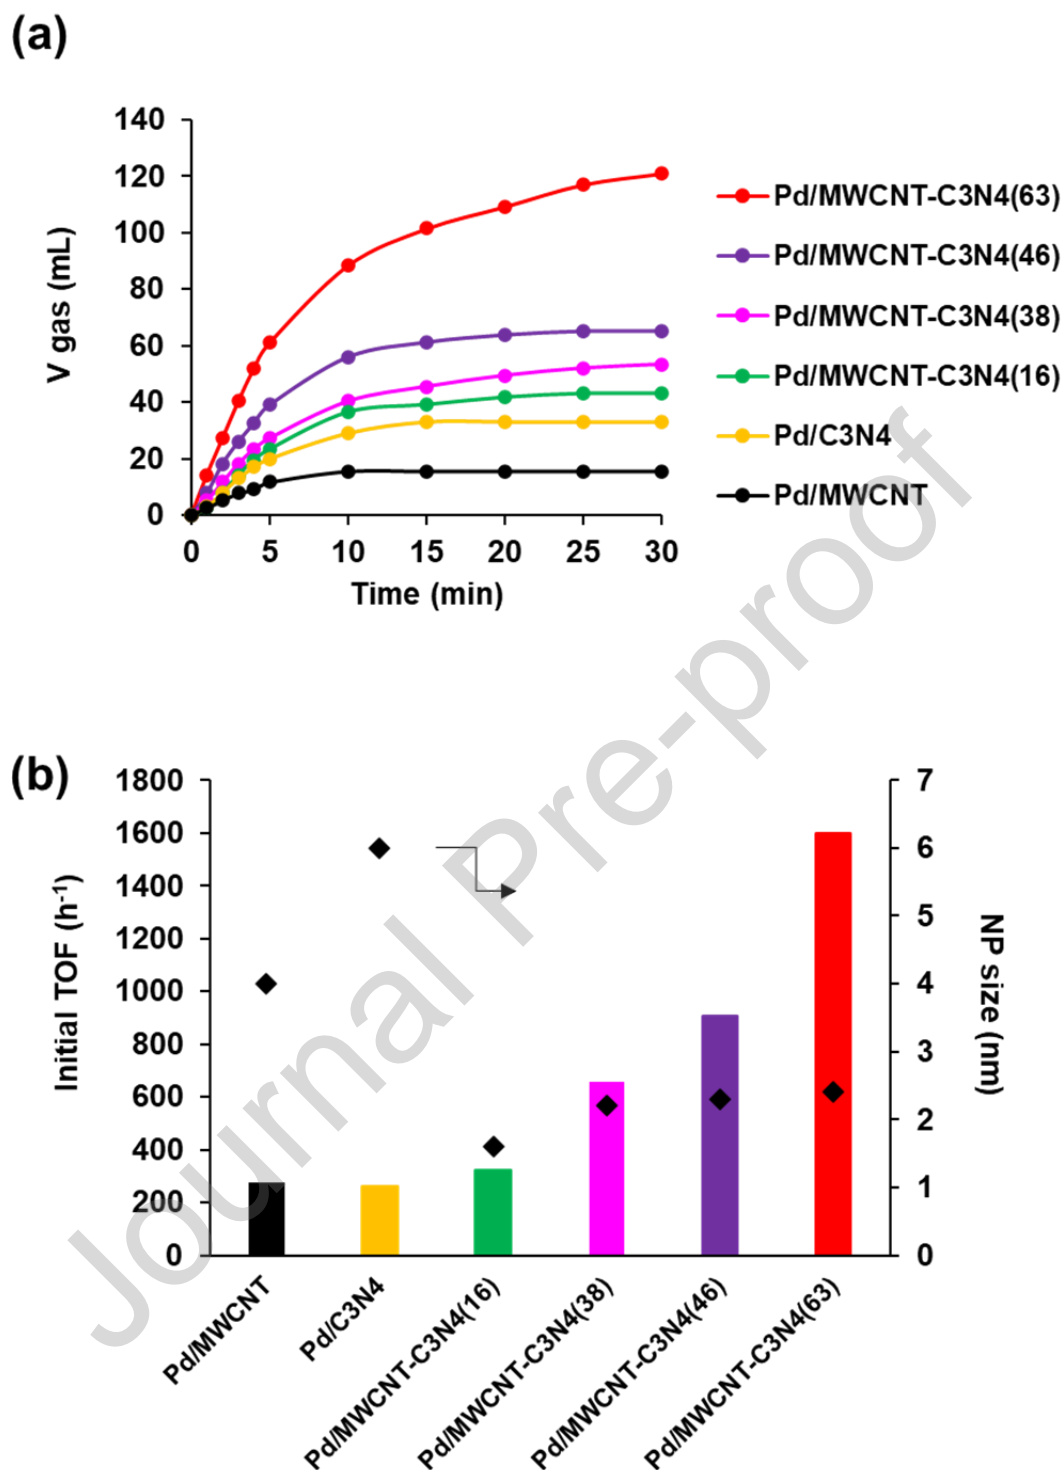 (a)
140
120
100
80
60
40
20
0
V gas (mL)
0 5 10 15 20 25 30
Time (min)
Pd/MWCNT-C3N4(63)
Pd/MWCNT-C3N4(46)
Pd/MWCNT-C3N4(38)
Pd/MWCNT-C3N4(16)
Pd/C3N4
Pd/MWCNT
Journal Pre-proof
(b)
1800
1600
1400
1200
1000
800
600
400
200
0
Initial TOF (h-1)
7
6
5
4
3
2
1
0
NP size (nm)
Pd/MWCNT
Pd/C3N4
Pd/MWCNT-C3N4(16)
Pd/MWCNT-C3N4(38)
Pd/MWCNT-C3N4(46)
Pd/MWCNT-C3N4(63)